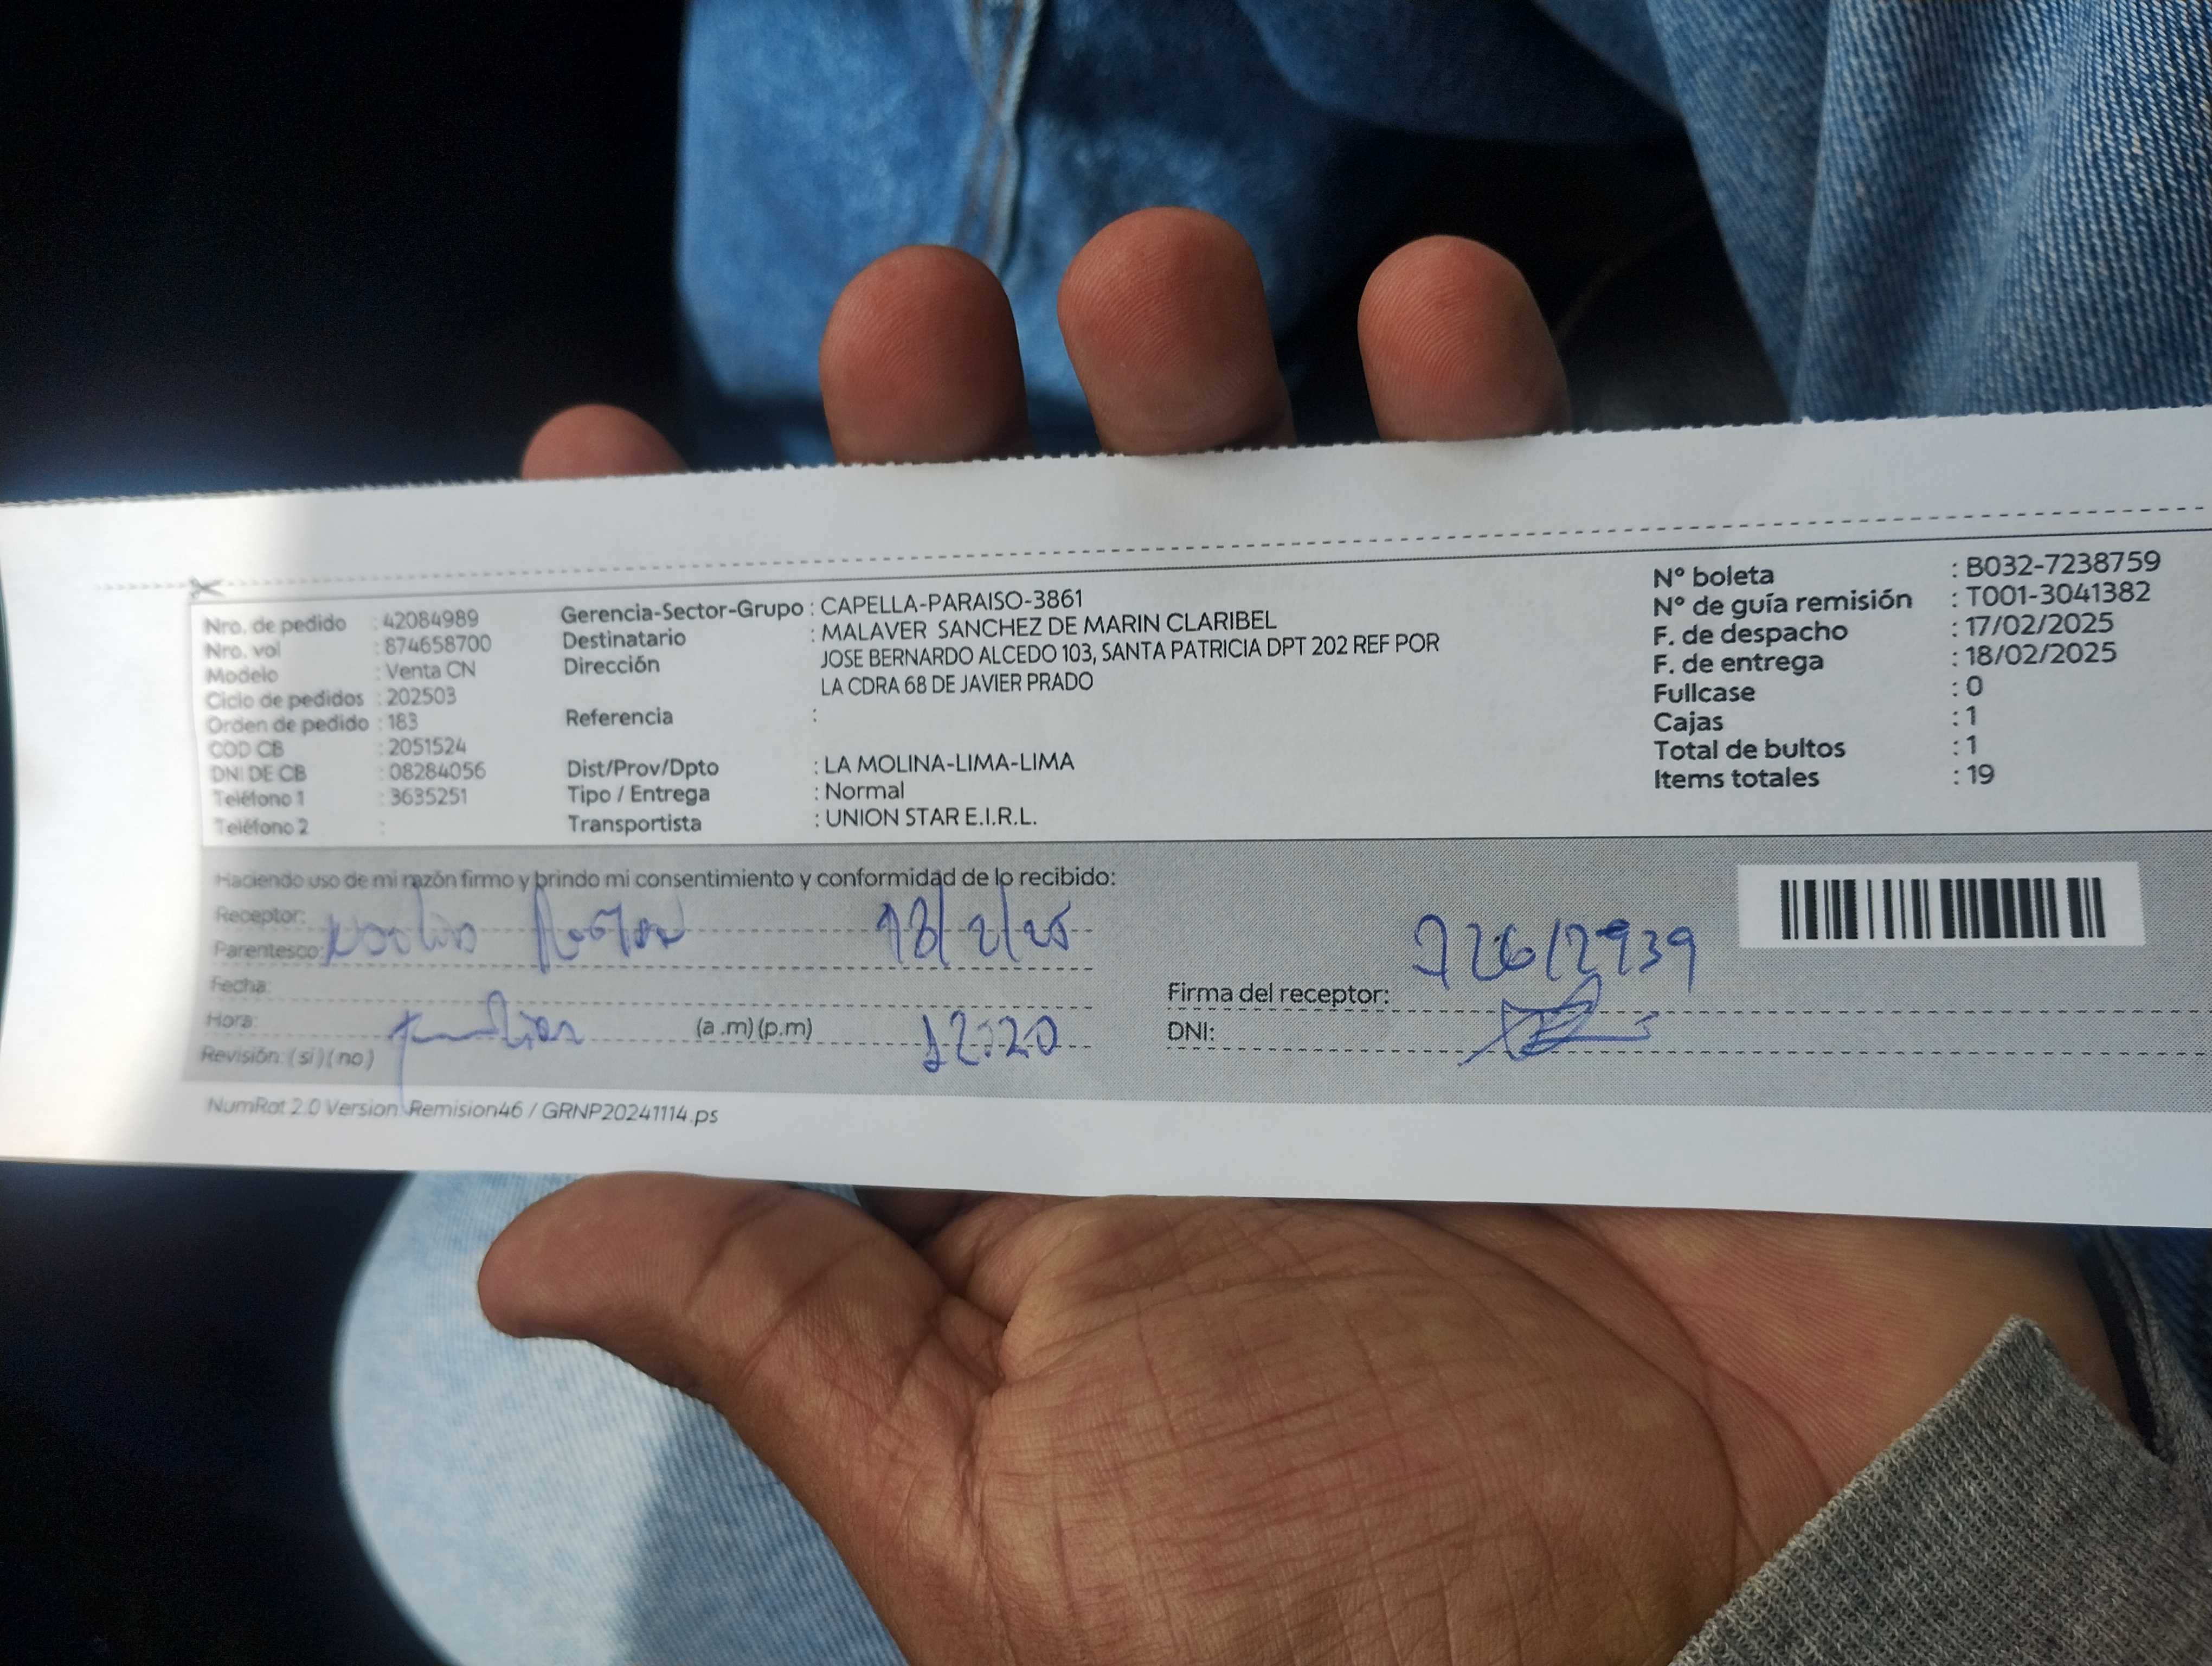 Nro. de pedido : 42084989
Nro. vol : 874658700
Modelo : Venta CN
Ciclo de pedidos : 202503
Orden de pedido : 183
COD CB : 2051524
DNI DE CB : 08284056
Teléfono 1 : 3635251
Teléfono 2 :
Gerencia-Sector-Grupo : CAPELLA-PARAISO-3861
Destinatario : MALAVER SANCHEZ DE MARIN CLARIBEL
Dirección JOSE BERNARDO ALCEDO 103, SANTA PATRICIA DPT 202 REF POR
LA CDRA 68 DE JAVIER PRADO
Referencia :
Dist/Prov/Dpto : LA MOLINA-LIMA-LIMA
Tipo / Entrega : Normal
Transportista : UNION STAR E.I.R.L.
N° boleta : B032-7238759
N° de guía remisión : T001-3041382
F. de despacho : 17/02/2025
F. de entrega : 18/02/2025
Fullcase : 0
Cajas : 1
Total de bultos : 1
Items totales : 19
Haciendo uso de mi razón firmo y brindo mi consentimiento y conformidad de lo recibido:
Receptor: 18/2/25
Parentesco:
Fecha:
Hora: (a .m) (p.m) 12:20
Revisión: (si) (no)
Firma del receptor:
DNI:
NumRot 2.0 Version: Remision46 / GRNP20241114.ps